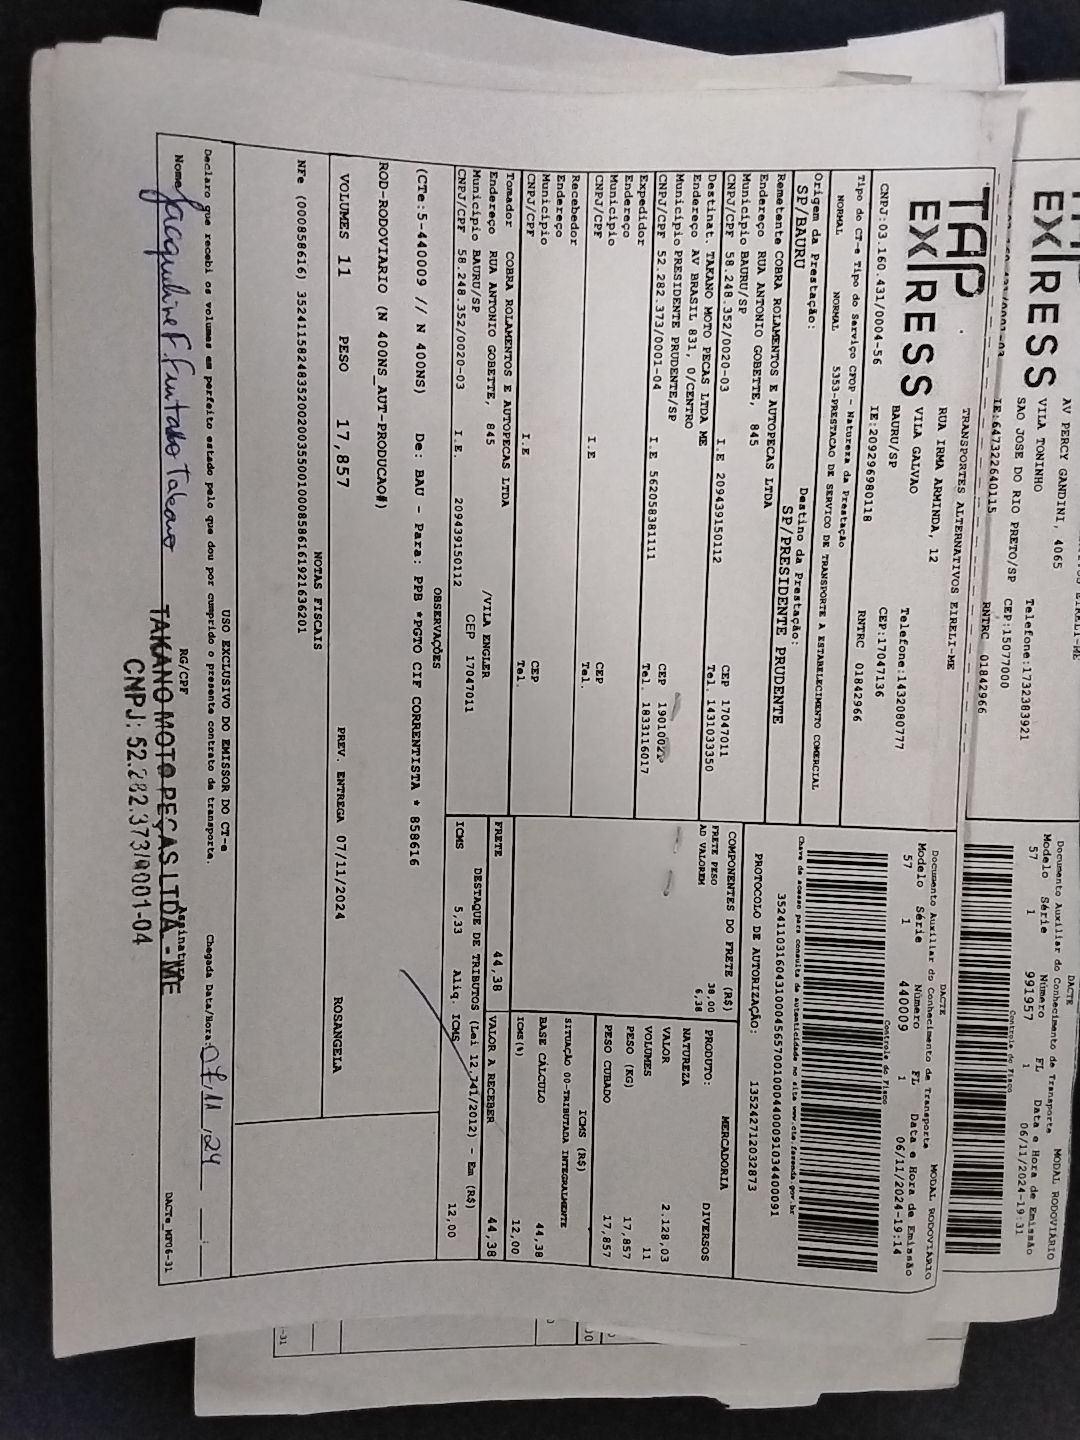 EXPRESS
AV PERCY GANDINI, 4065
VILA TONINHO
SAO JOSE DO RIO PRETO/SP
Telefone:1732383921
CEP:15077000
IE:647322640115
RNTRC 01842966
DACTE
Documento Auxiliar do Conhecimento de Transporte
MODAL RODOVIÁRIO
Modelo Série Número FL Data e Hora de Emissão
57 1 991957 1 06/11/2024-19:31
Controle do Fisco
TAP
EXPRESS
TRANSPORTES ALTERNATIVOS EIRELI-ME
RUA IRMA ARMINDA, 12
VILA GALVAO
BAURU/SP
Telefone:1432080777
CEP:17047136
CNPJ:03.160.431/0004-56 IE:209296980118 RNTRC 01842966
DACTE
Documento Auxiliar do Conhecimento de Transporte
MODAL RODOVIÁRIO
Modelo Série Número FL Data e Hora de Emissão
57 1 440009 1 06/11/2024-19:14
Controle do Fisco
Tipo do CT-e Tipo do Serviço CFOP - Natureza da Prestação
NORMAL NORMAL 5353-PRESTACAO DE SERVICO DE TRANSPORTE A ESTABELECIMENTO COMERCIAL
Chave de acesso para consulta de autenticidade no site www.cte.fazenda.gov.br
35241103160431000456570010004400091034400091
Origem da Prestação: Destino da Prestação:
SP/BAURU SP/PRESIDENTE PRUDENTE
PROTOCOLO DE AUTORIZAÇÃO: 135242712032873
Remetente COBRA ROLAMENTOS E AUTOPECAS LTDA
Endereço RUA ANTONIO GOBETTE, 845
Município BAURU/SP CEP 17047011
CNPJ/CPF 58.248.352/0020-03 I.E 209439150112 Tel. 1431033350
Destinat. TAKANO MOTO PECAS LTDA ME
Endereço AV BRASIL 831, 0/CENTRO
Município PRESIDENTE PRUDENTE/SP CEP
CNPJ/CPF 52.282.373/0001-04 I.E 562058381111 Tel. 1833116017
Expedidor
Endereço
Município CEP
CNPJ/CPF I.E Tel.
Recebedor
Endereço
Município CEP
CNPJ/CPF I.E Tel.
Tomador COBRA ROLAMENTOS E AUTOPECAS LTDA
Endereço RUA ANTONIO GOBETTE, 845 /VILA ENGLER
Município BAURU/SP CEP 17047011
CNPJ/CPF 58.248.352/0020-03 I.E. 209439150112
COMPONENTES DO FRETE (R$)
FRETE PESO 38,00
AD VALOREM 6,38
MERCADORIA
PRODUTO: DIVERSOS
NATUREZA
VALOR 2.128,03
VOLUMES 11
PESO (KG) 17,857
PESO CUBADO 17,857
ICMS (R$)
SITUAÇÃO 00-TRIBUTADA INTEGRALMENTE
BASE CÁLCULO 44,38
ICMS(%) 12,00
FRETE 44,38 VALOR A RECEBER 44,38
DESTAQUE DE TRIBUTOS (Lei 12.741/2012) - Em (R$)
ICMS 5,33 Aliq. ICMS 12,00
OBSERVAÇÕES
(CTe:5-440009 // N 400NS) De: BAU - Para: PPB *PGTO CIF CORRENTISTA * 858616
ROD-RODOVIARIO (N 400NS_AUT-PRODUCAO#)
VOLUMES 11 PESO 17,857 PREV. ENTREGA 07/11/2024 ROSANGELA
NOTAS FISCAIS
NFe (000858616) 35241158248352002003550010008586161921636201
USO EXCLUSIVO DO EMISSOR DO CT-e
Declaro que recebi os volumes em perfeito estado pelo que dou por cumprido o presente contrato de transporte.
Chegada Data/Hora: 07/11/24
Nome Jacqueline F. Furtado Takano RG/CPF Assinatura
TAKANO MOTO PEÇAS LTDA - ME
CNPJ: 52.282.373/0001-04
DACTe_MP06-31